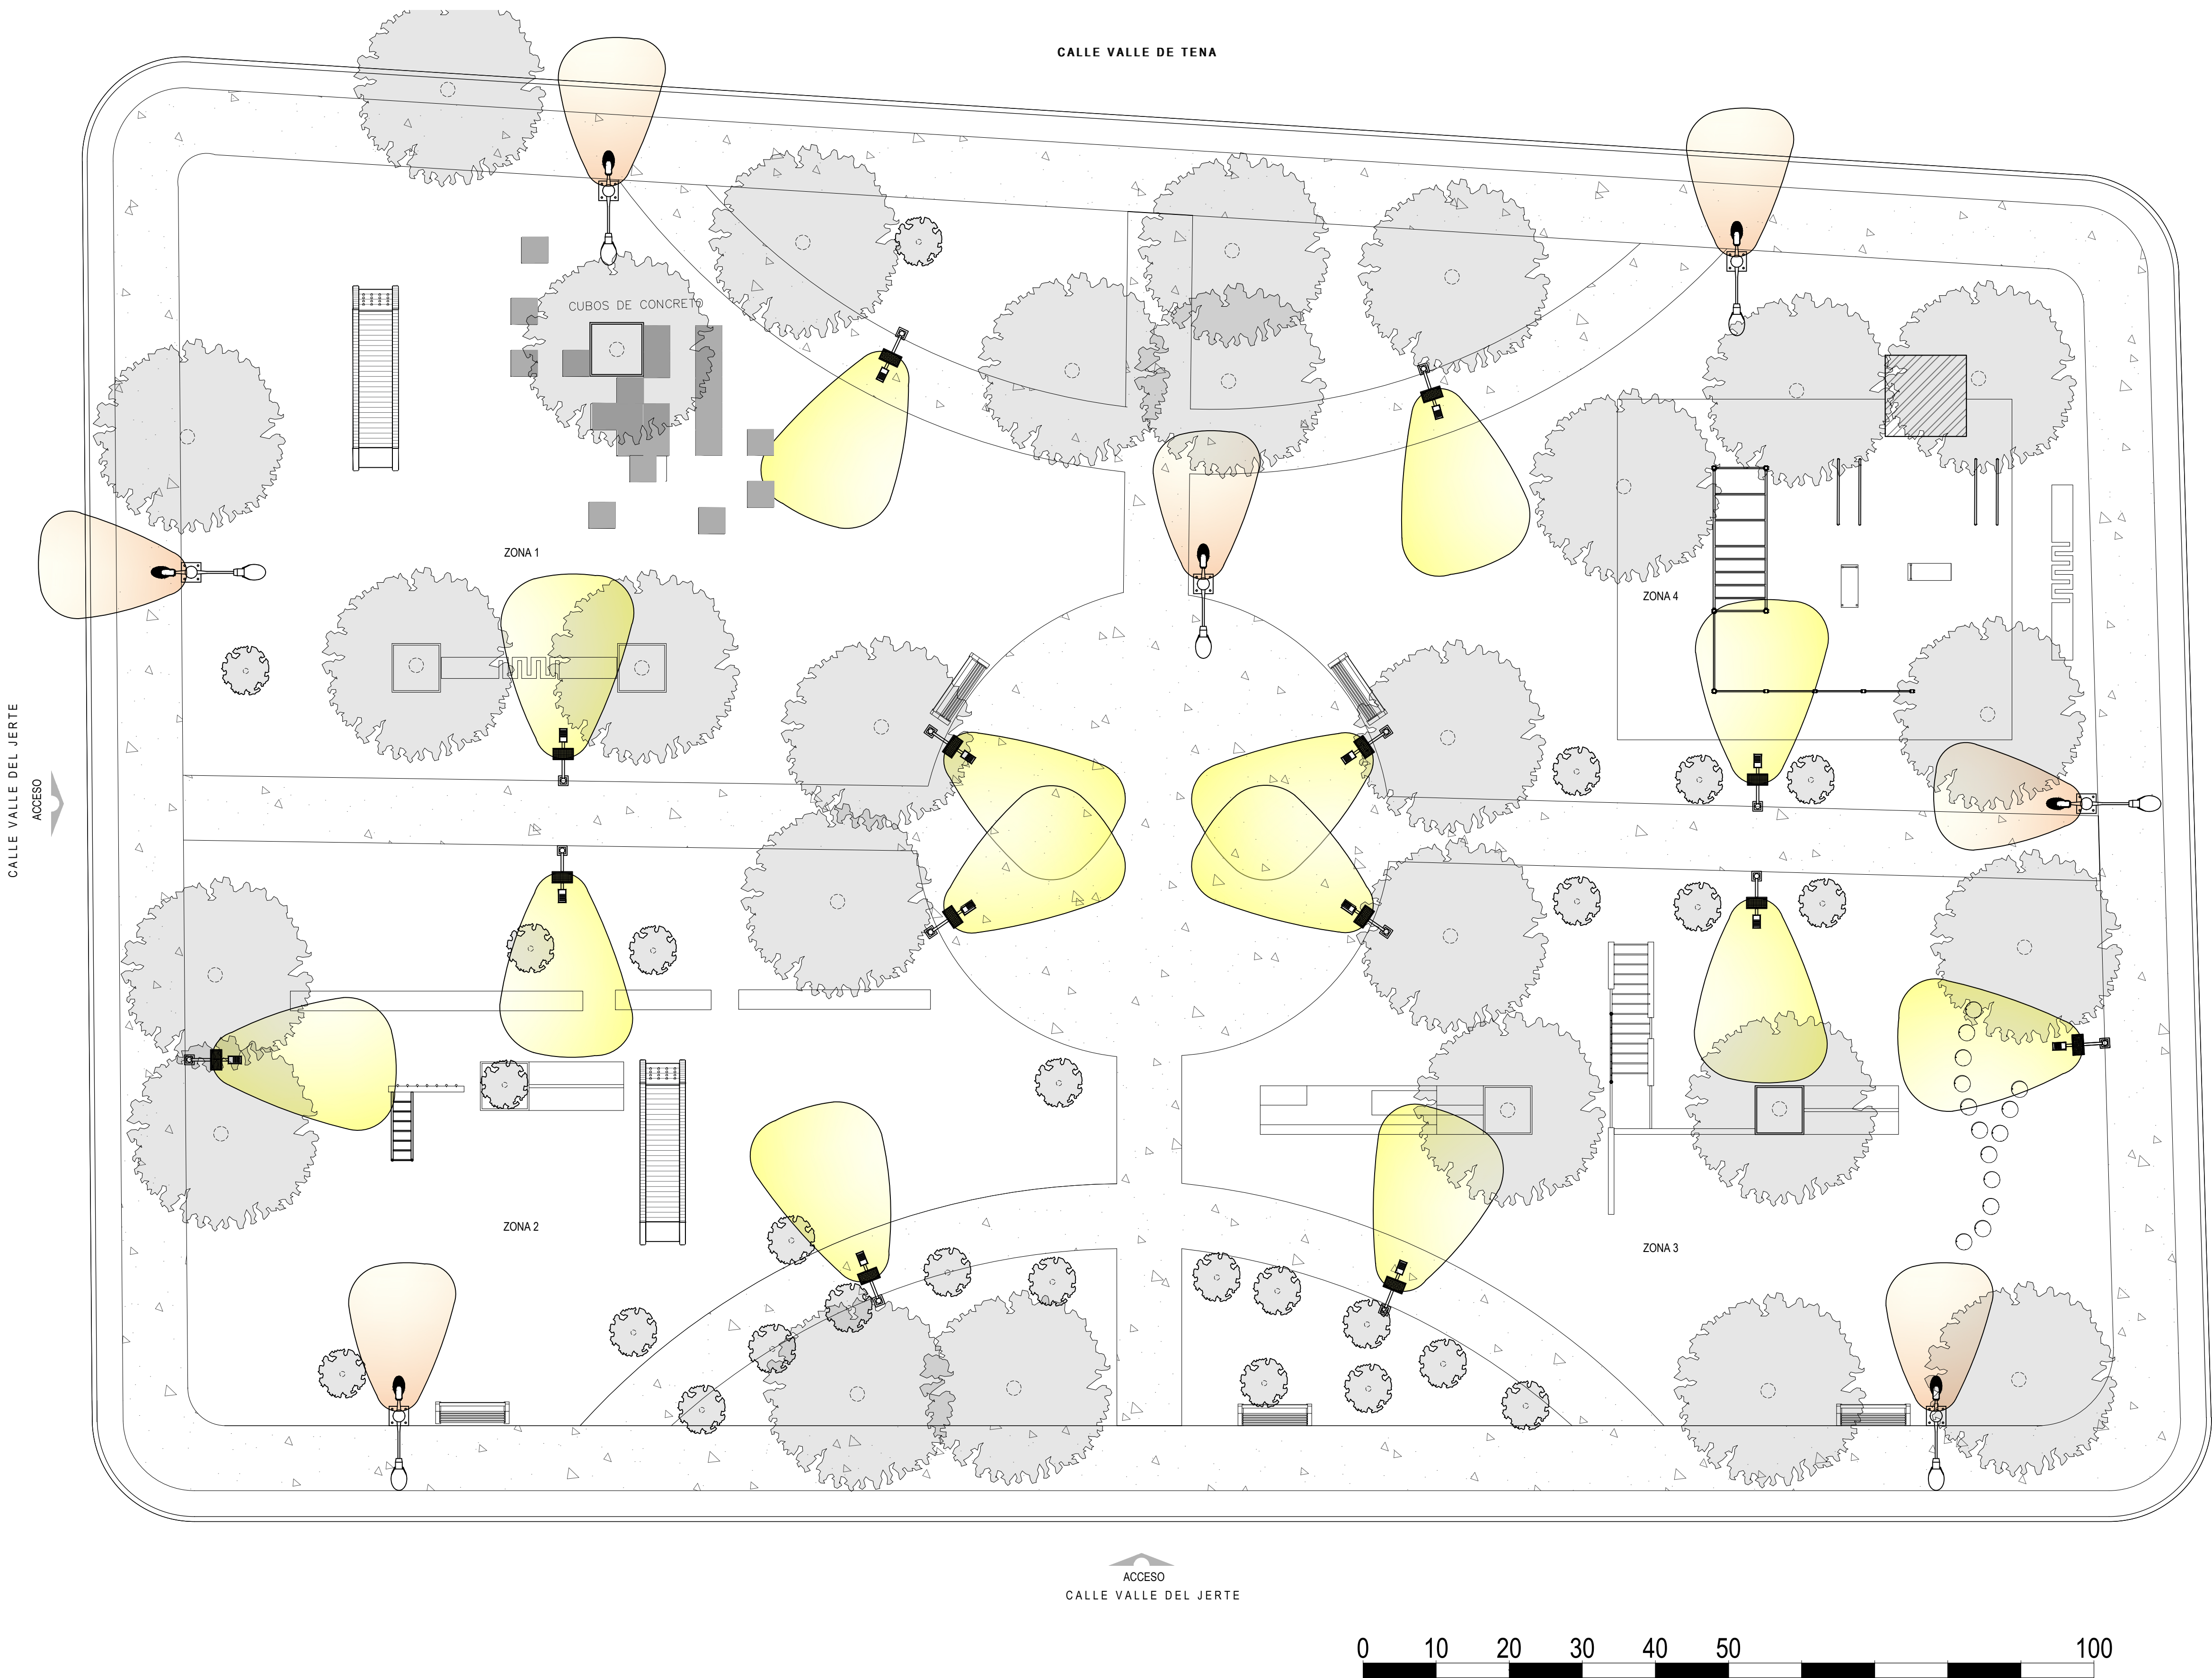 CALLE VALLE DE TENA
CUBOS DE CONCRETO
ZONA 1
ZONA 4
CALLE VALLE DEL JERTE
ACCESO
ZONA 2
ZONA 3
ACCESO
CALLE VALLE DEL JERTE
0 10 20 30 40 50 100